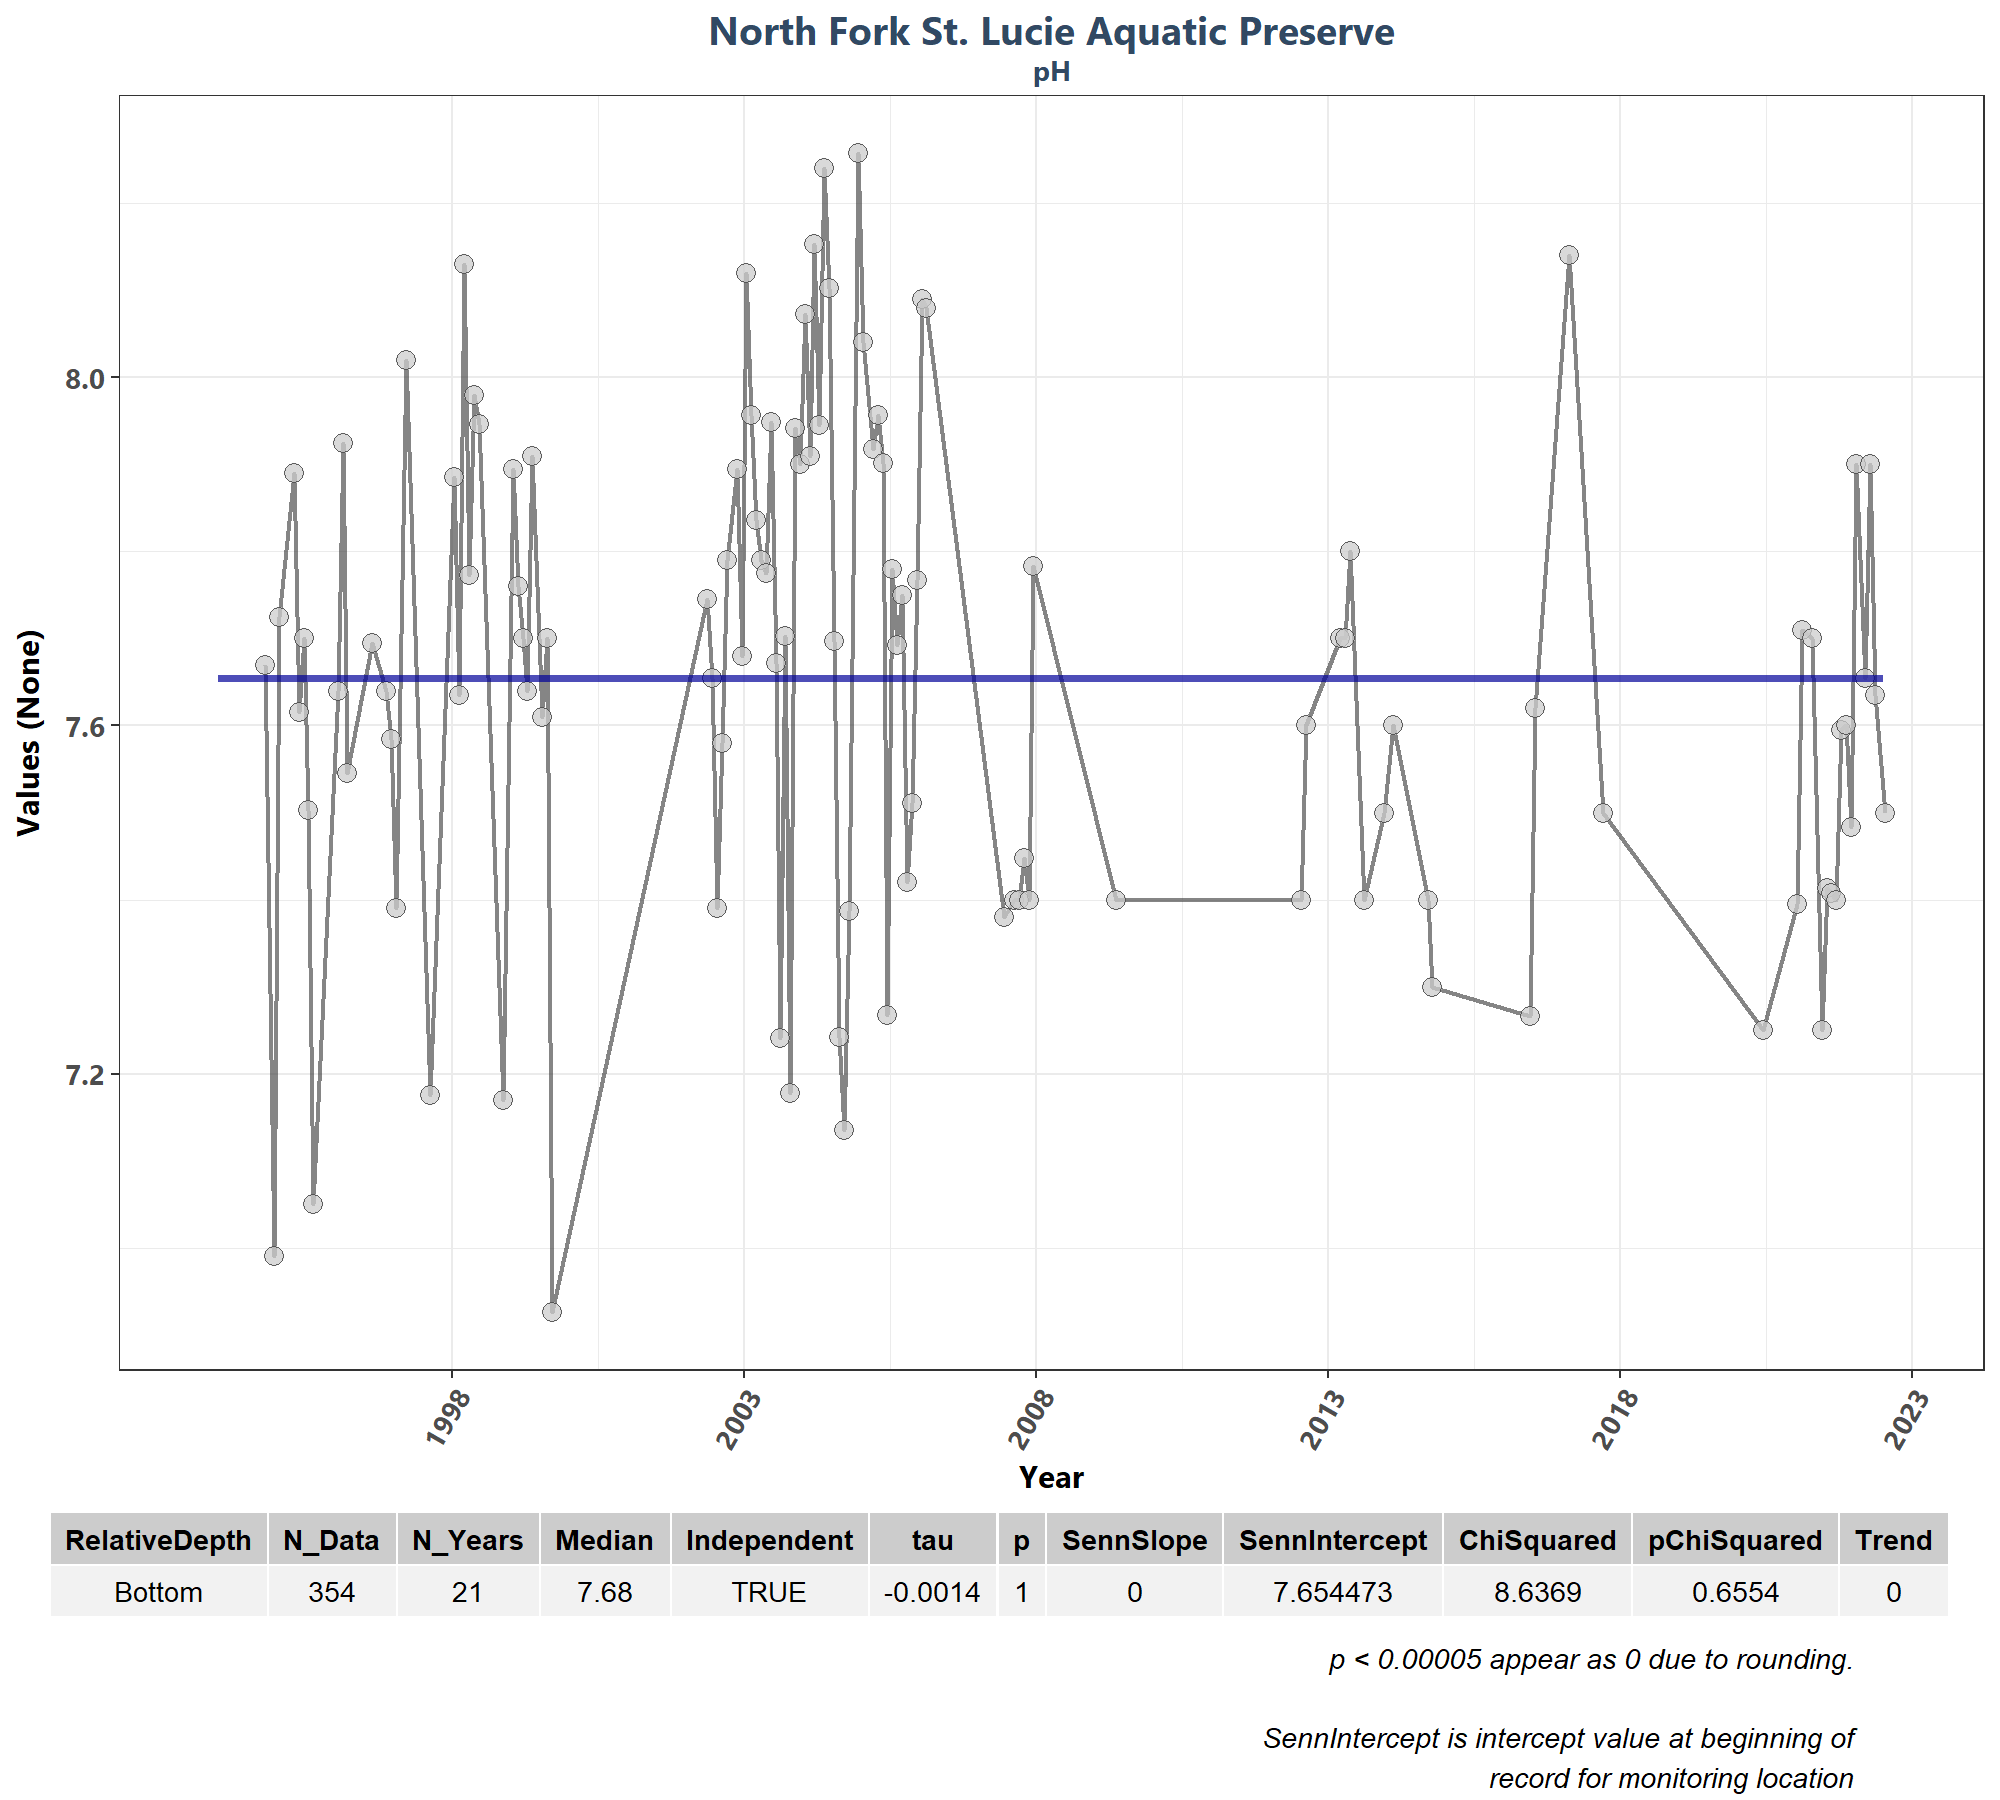 North Fork St. Lucie Aquatic Preserve
pH
Values (None)
8.0
7.6
7.2
1998 2003 2008 2013 2018 2023
Year
RelativeDepth N_Data N_Years Median Independent tau p SennSlope SennIntercept ChiSquared pChiSquared Trend
Bottom 354 21 7.68 TRUE -0.0014 1 0 7.654473 8.6369 0.6554 0
p < 0.00005 appear as 0 due to rounding.
SennIntercept is intercept value at beginning of
record for monitoring location